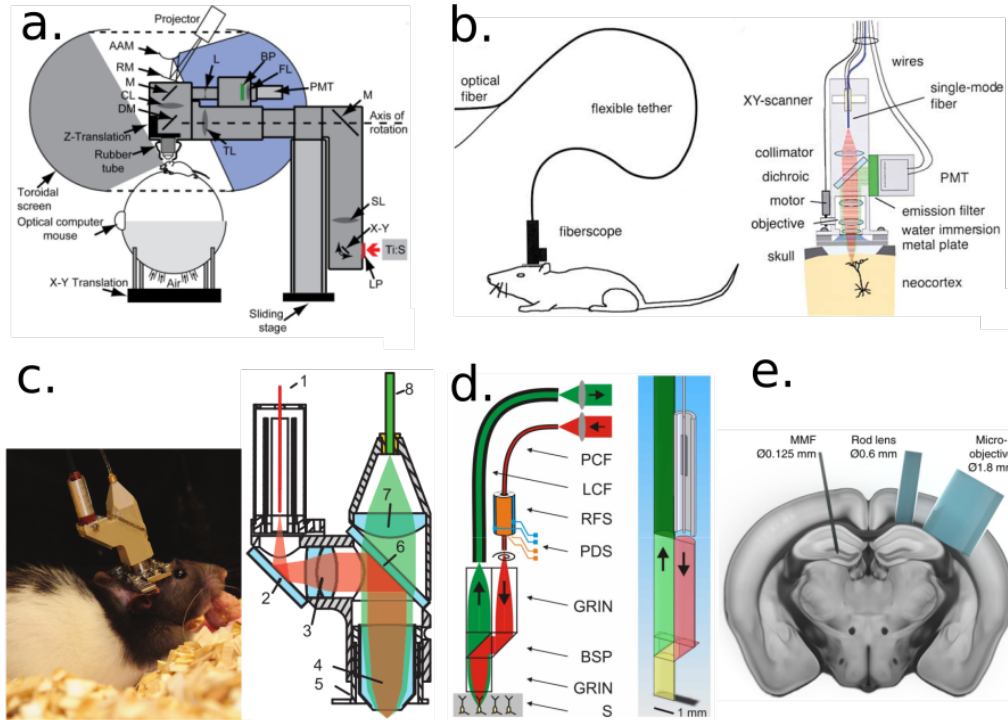 a.
Projector
AAM
RM
M
CL
DM
Z-Translation
Rubber
tube
Toroidal
screen
Optical computer
mouse
X-Y Translation
Air
L
BP
FL
PMT
M
Axis of
rotation
TL
SL
X-Y
Ti:S
LP
Sliding
stage
b.
optical
fiber
flexible tether
fiberscope
wires
XY-scanner
single-mode
fiber
collimator
dichroic
PMT
motor
emission filter
objective
water immersion
metal plate
skull
neocortex
c.
1
8
7
6
2
3
4
5
d.
PCF
LCF
RFS
PDS
GRIN
BSP
GRIN
S
1 mm
e.
MMF
Ø0.125 mm
Rod lens
Ø0.6 mm
Micro-
objective
Ø1.8 mm